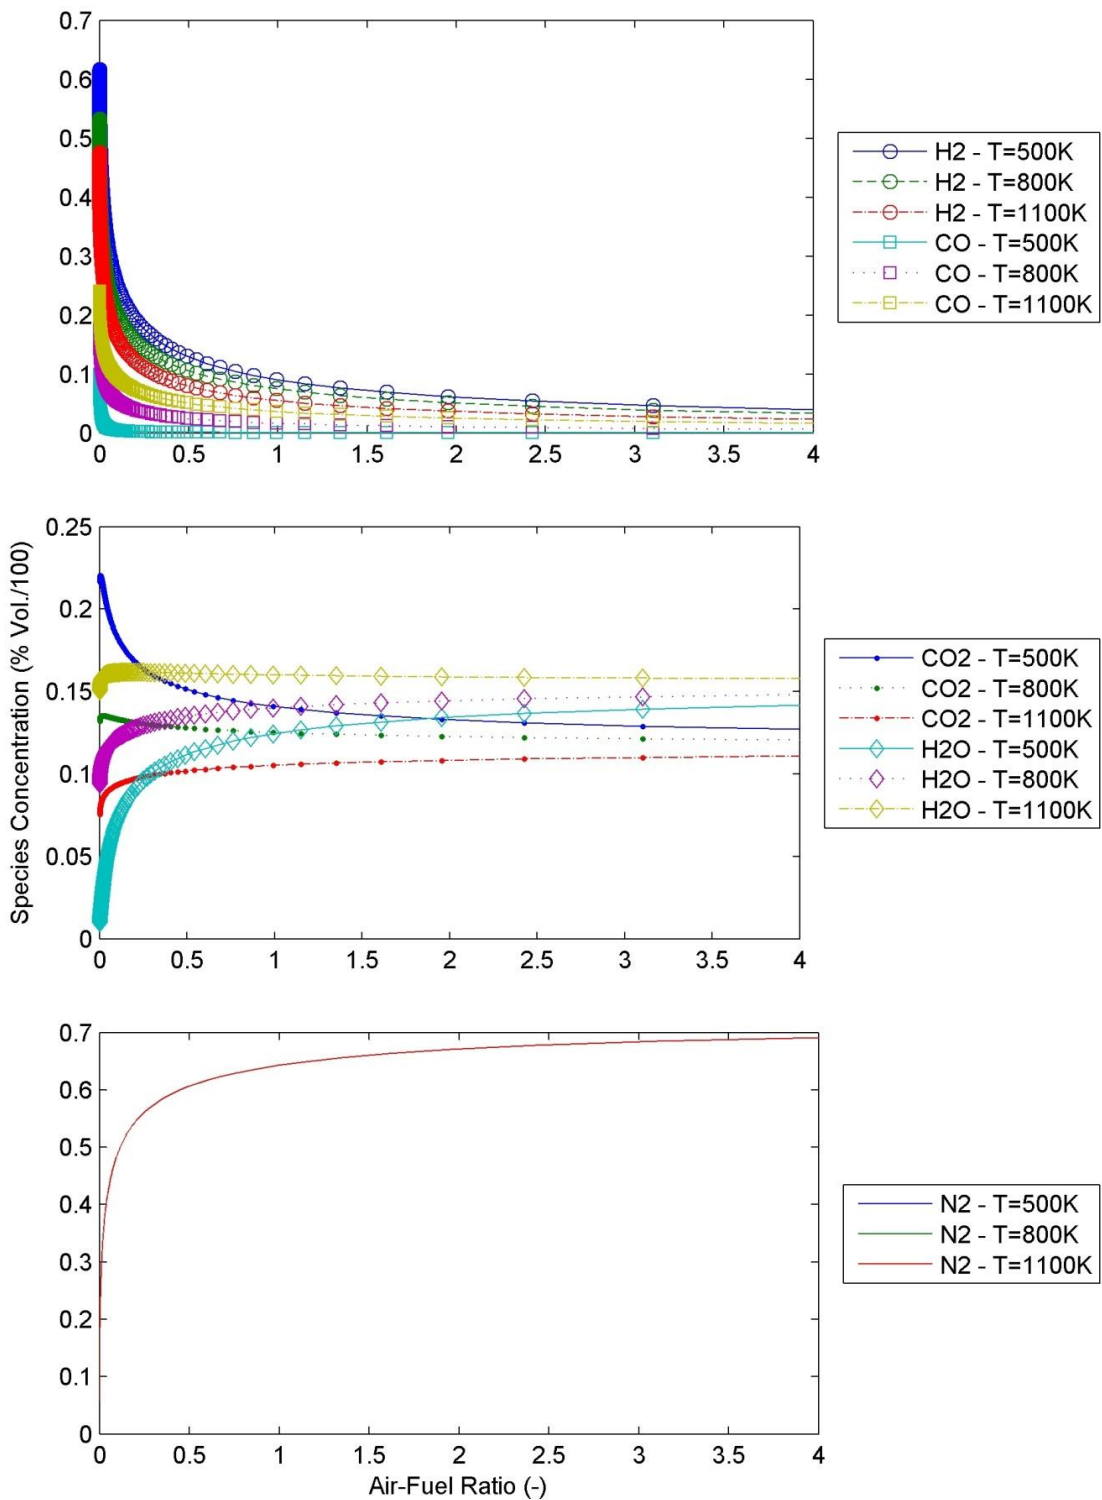 0.7
0.6
0.5
0.4
0.3
0.2
0.1
0
0 0.5 1 1.5 2 2.5 3 3.5 4
H2 - T=500K
H2 - T=800K
H2 - T=1100K
CO - T=500K
CO - T=800K
CO - T=1100K
Species Concentration (% Vol./100)
0.25
0.2
0.15
0.1
0.05
0
0 0.5 1 1.5 2 2.5 3 3.5 4
CO2 - T=500K
CO2 - T=800K
CO2 - T=1100K
H2O - T=500K
H2O - T=800K
H2O - T=1100K
0.7
0.6
0.5
0.4
0.3
0.2
0.1
0
0 0.5 1 1.5 2 2.5 3 3.5 4
Air-Fuel Ratio (-)
N2 - T=500K
N2 - T=800K
N2 - T=1100K